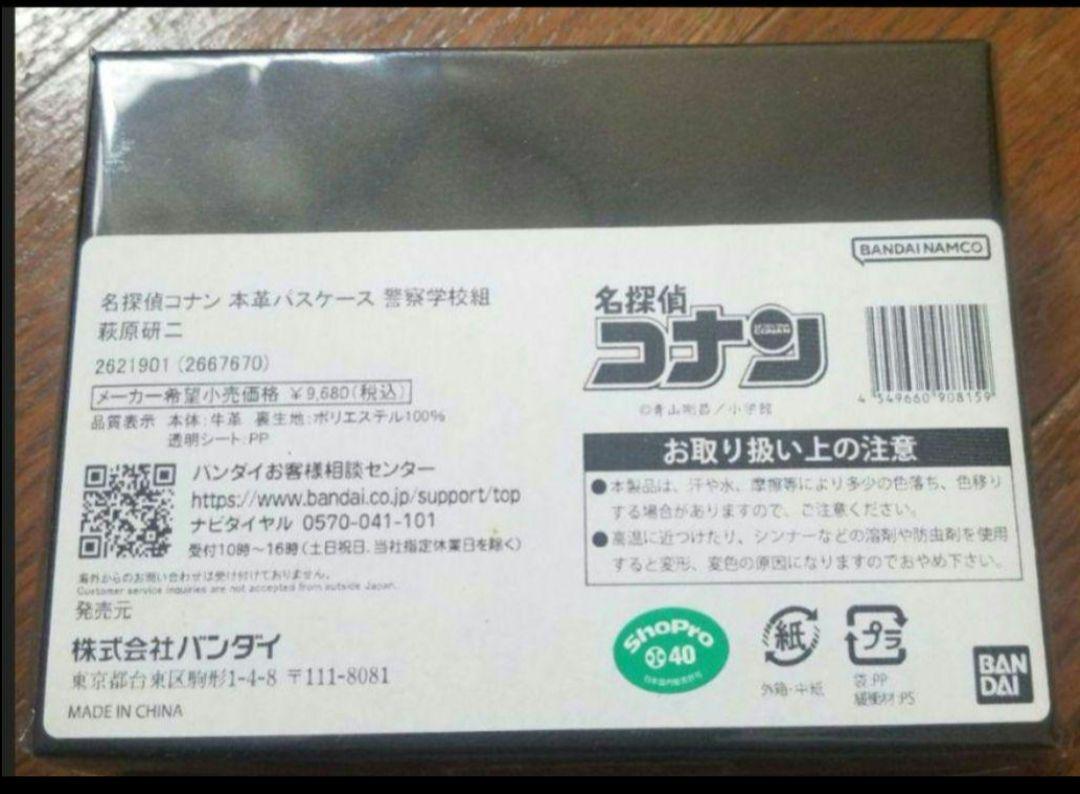 BANDAI NAMCO
名探偵コナン 本革パスケース 警察学校組
萩原研二
2621901 (2667670)
メーカー希望小売価格 ¥9,680(税込)
品質表示 本体:牛革 裏生地:ポリエステル100%
透明シート:PP
バンダイお客様相談センター
https://www.bandai.co.jp/support/top
ナビダイヤル 0570-041-101
受付10時〜16時(土日祝日、当社指定休業日を除く)
海外からのお問い合わせは受け付けておりません。
Customer service inquiries are not accepted from outside Japan.
発売元
株式会社バンダイ
東京都台東区駒形1-4-8 〒111-8081
MADE IN CHINA
名探偵
コナン
©青山剛昌/小学館
4 549660 908159
お取り扱い上の注意
●本製品は、汗や水、摩擦等により多少の色落ち、色移り
する場合がありますので、ご注意ください。
●高温に近つけたり、シンナーなどの溶剤や防虫剤を使用
すると変形、変色の原因になりますのでおやめ下さい。
ShoPro
40
紙
外箱・中紙
プラ
袋:PP
緩衝材:PS
BAN
DAI